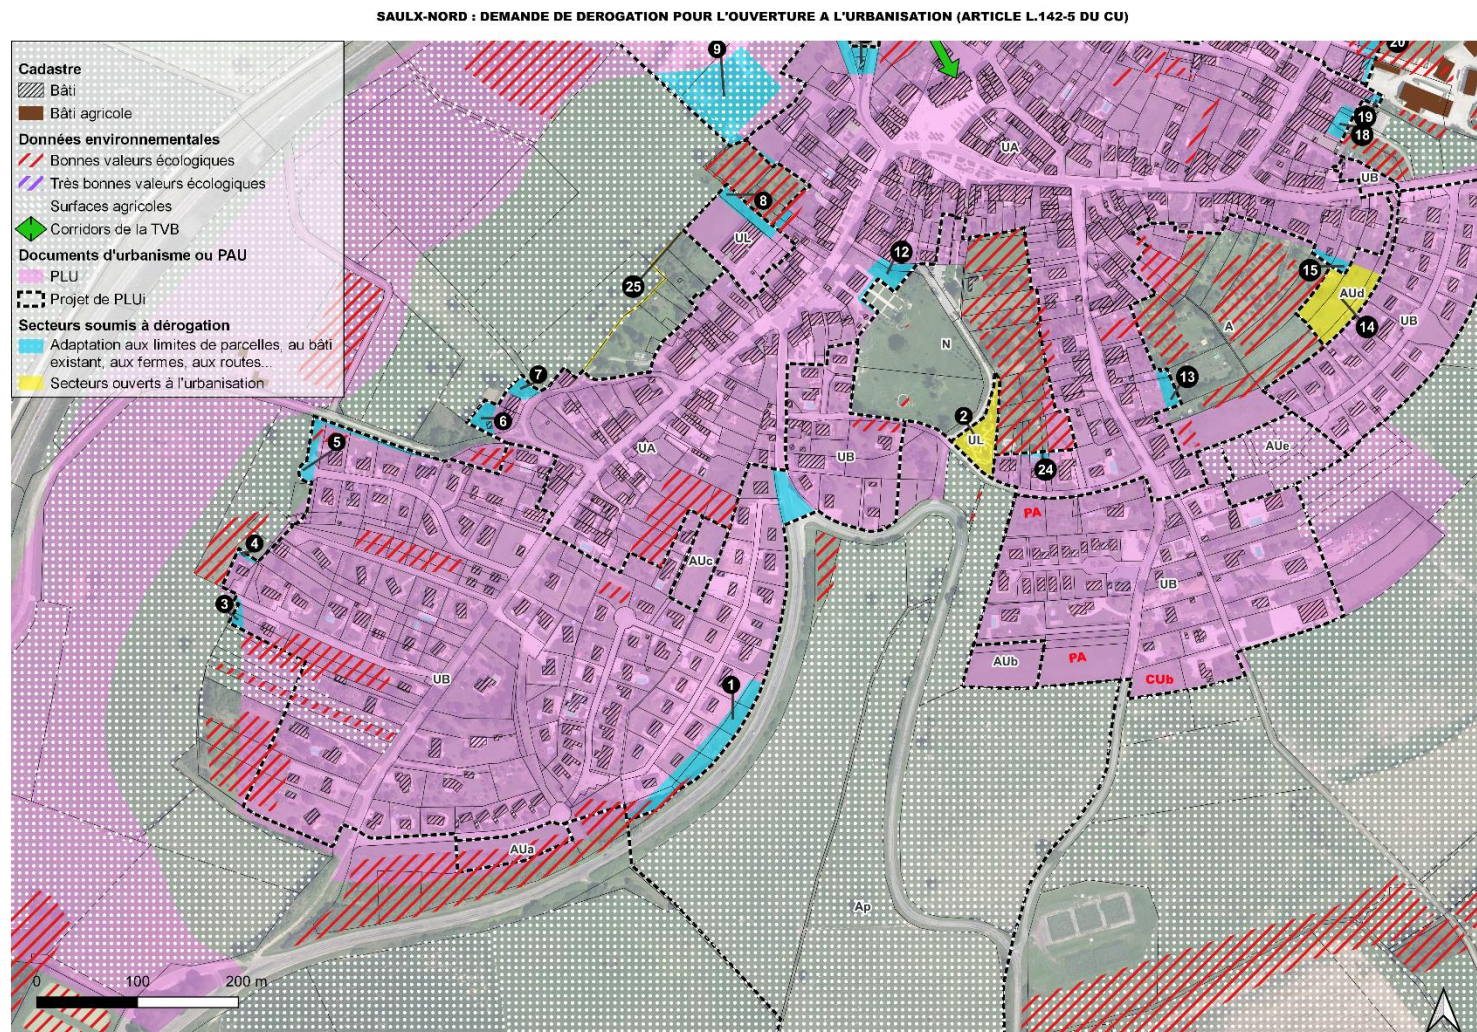 SAULX-NORD : DEMANDE DE DEROGATION POUR L'OUVERTURE A L'URBANISATION (ARTICLE L.142-5 DU CU)
Cadastre
Bâti
Bâti agricole
Données environnementales
Bonnes valeurs écologiques
Très bonnes valeurs écologiques
Surfaces agricoles
Corridors de la TVB
Documents d'urbanisme ou PAU
PLU
Projet de PLUi
Secteurs soumis à dérogation
Adaptation aux limites de parcelles, au bâti
existant, aux fermes, aux routes...
Secteurs ouverts à l'urbanisation
9
20
19
18
UA
UB
8
UL
12
25
15
AUd
14
UB
A
N
7
13
6
2
UL
5
UA
UB
24
AUe
PA
4
AUc
3
UB
UB
AUb
PA
CUb
1
AUa
Ap
0 100 200 m